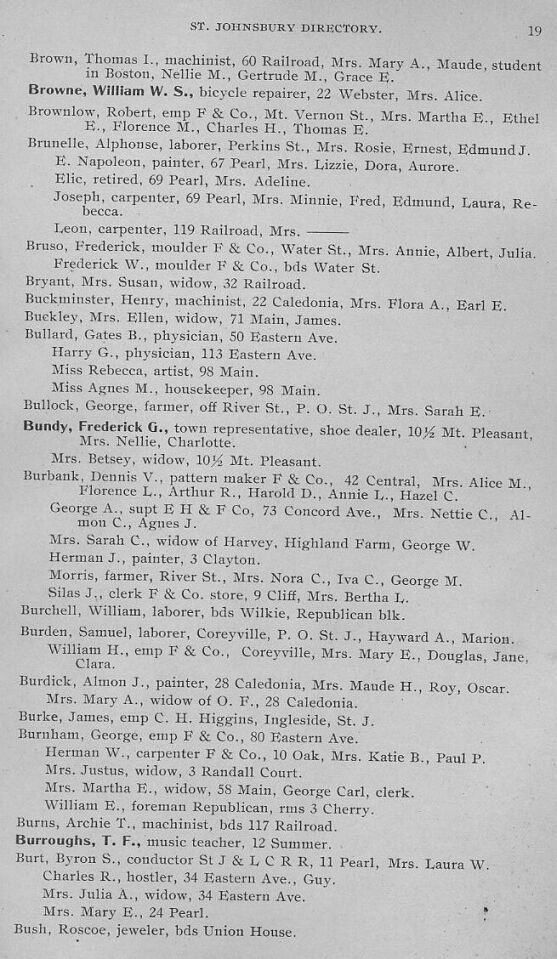 ST. JOHNSBURY DIRECTORY. 19
Brown, Thomas I., machinist, 60 Railroad, Mrs. Mary A., Maude, student
in Boston, Nellie M., Gertrude M., Grace E.
Browne, William W. S., bicycle repairer, 22 Webster, Mrs. Alice.
Brownlow, Robert, emp F & Co., Mt. Vernon St., Mrs. Martha E., Ethel
E., Florence M., Charles H., Thomas E.
Brunelle, Alphonse, laborer, Perkins St., Mrs. Rosie, Ernest, Edmund J.
E. Napoleon, painter, 67 Pearl, Mrs. Lizzie, Dora, Aurore.
Elic, retired, 69 Pearl, Mrs. Adeline.
Joseph, carpenter, 69 Pearl, Mrs. Minnie, Fred, Edmund, Laura, Re-
becca.
Leon, carpenter, 119 Railroad, Mrs. ——
Bruso, Frederick, moulder F & Co., Water St., Mrs. Annie, Albert, Julia.
Frederick W., moulder F & Co., bds Water St.
Bryant, Mrs. Susan, widow, 32 Railroad.
Buckminster, Henry, machinist, 22 Caledonia, Mrs. Flora A., Earl E.
Buckley, Mrs. Ellen, widow, 71 Main, James.
Bullard, Gates B., physician, 50 Eastern Ave.
Harry G., physician, 113 Eastern Ave.
Miss Rebecca, artist, 98 Main.
Miss Agnes M., housekeeper, 98 Main.
Bullock, George, farmer, off River St., P. O. St. J., Mrs. Sarah E.
Bundy, Frederick G., town representative, shoe dealer, 10½ Mt. Pleasant,
Mrs. Nellie, Charlotte.
Mrs. Betsey, widow, 10½ Mt. Pleasant.
Burbank, Dennis V., pattern maker F & Co., 42 Central, Mrs. Alice M.,
Florence L., Arthur R., Harold D., Annie L., Hazel C.
George A., supt E H & F Co, 73 Concord Ave., Mrs. Nettie C., Al-
mon C., Agnes J.
Mrs. Sarah C., widow of Harvey, Highland Farm, George W.
Herman J., painter, 3 Clayton.
Morris, farmer, River St., Mrs. Nora C., Iva C., George M.
Silas J., clerk F & Co. store, 9 Cliff, Mrs. Bertha L.
Burchell, William, laborer, bds Wilkie, Republican blk.
Burden, Samuel, laborer, Coreyville, P. O. St. J., Hayward A., Marion.
William H., emp F & Co., Coreyville, Mrs. Mary E., Douglas, Jane,
Clara.
Burdick, Almon J., painter, 28 Caledonia, Mrs. Maude H., Roy, Oscar.
Mrs. Mary A., widow of O. F., 28 Caledonia.
Burke, James, emp C. H. Higgins, Ingleside, St. J.
Burnham, George, emp F & Co., 80 Eastern Ave.
Herman W., carpenter F & Co., 10 Oak, Mrs. Katie B., Paul P.
Mrs. Justus, widow, 3 Randall Court.
Mrs. Martha E., widow, 58 Main, George Carl, clerk.
William E., foreman Republican, rms 3 Cherry.
Burns, Archie T., machinist, bds 117 Railroad.
Burroughs, T. F., music teacher, 12 Summer.
Burt, Byron S., conductor St J & L C R R, 11 Pearl, Mrs. Laura W.
Charles R., hostler, 34 Eastern Ave., Guy.
Mrs. Julia A., widow, 34 Eastern Ave.
Mrs. Mary E., 24 Pearl.
Bush, Roscoe, jeweler, bds Union House.